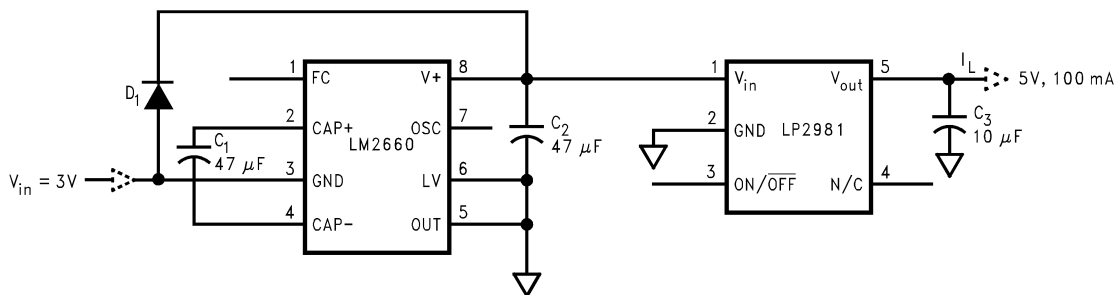 1 FC V+ 8
D1
2 CAP+ OSC 7
LM2660
C1
47 µF
C2
47 µF
Vin = 3V
3 GND LV 6
4 CAP- OUT 5
1 Vin Vout 5
IL
5V, 100 mA
2 GND LP2981
C3
10 µF
3 ON/O̅F̅F̅ N/C 4